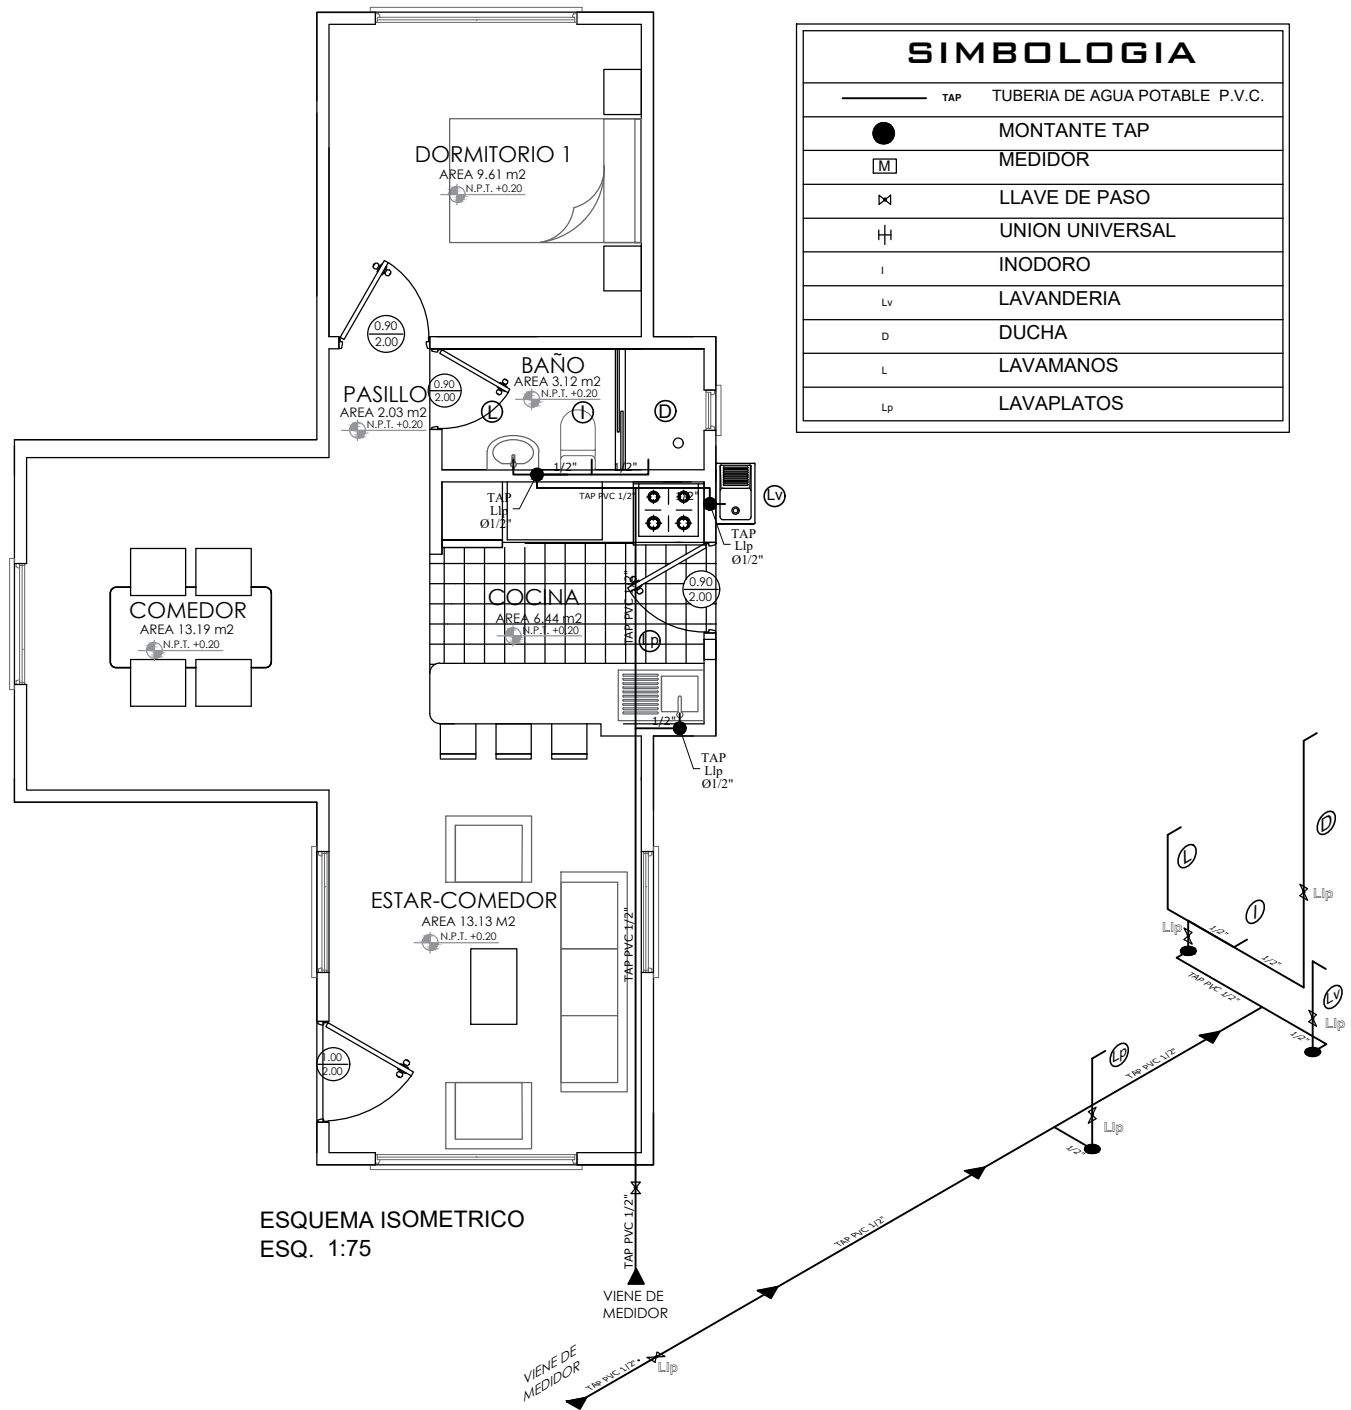 SIMBOLOGIA
TAP TUBERIA DE AGUA POTABLE P.V.C.
MONTANTE TAP
M MEDIDOR
LLAVE DE PASO
UNION UNIVERSAL
I INODORO
Lv LAVANDERIA
D DUCHA
L LAVAMANOS
Lp LAVAPLATOS
DORMITORIO 1
AREA 9.61 m2
N.P.T. +0.20
0.90
2.00
BAÑO
AREA 3.12 m2
N.P.T. +0.20
0.90
2.00
PASILLO
AREA 2.03 m2
N.P.T. +0.20
L
I
D
1/2"
1/2"
TAP
Llp
Ø1/2"
TAP PVC 1/2"
1/2"
Lv
TAP
Llp
Ø1/2"
0.90
2.00
COCINA
AREA 6.44 m2
N.P.T. +0.20
TAP PVC 1/2"
Lp
COMEDOR
AREA 13.19 m2
N.P.T. +0.20
1/2"
TAP
Llp
Ø1/2"
ESTAR-COMEDOR
AREA 13.13 M2
N.P.T. +0.20
TAP PVC 1/2"
1.00
2.00
ESQUEMA ISOMETRICO
ESQ. 1:75
TAP PVC 1/2"
VIENE DE
MEDIDOR
VIENE DE
MEDIDOR
TAP PVC 1/2"
Llp
TAP PVC 1/2"
1/2"
Llp
Lp
TAP PVC 1/2"
L
Llp
1/2"
I
1/2"
D
Llp
TAP PVC 1/2"
Lv
Llp
1/2"